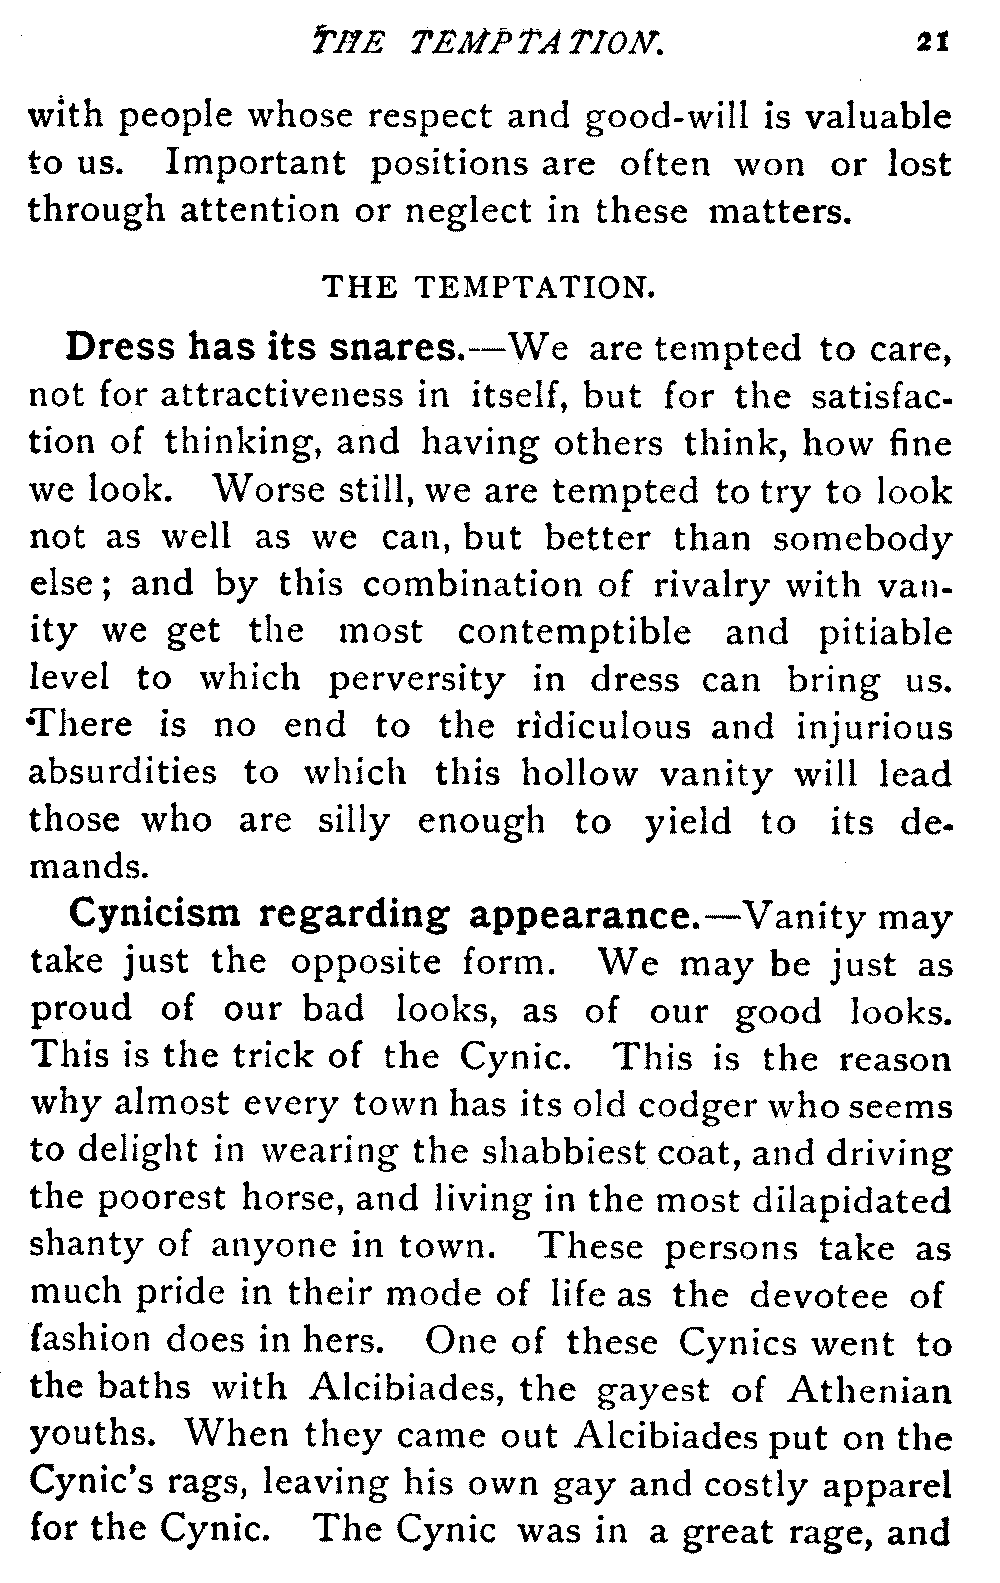 THE TEMPTATION. 21
with people whose respect and good-will is valuable
to us. Important positions are often won or lost
through attention or neglect in these matters.
THE TEMPTATION.
Dress has its snares.—We are tempted to care,
not for attractiveness in itself, but for the satisfac-
tion of thinking, and having others think, how fine
we look. Worse still, we are tempted to try to look
not as well as we can, but better than somebody
else; and by this combination of rivalry with van-
ity we get the most contemptible and pitiable
level to which perversity in dress can bring us.
There is no end to the ridiculous and injurious
absurdities to which this hollow vanity will lead
those who are silly enough to yield to its de-
mands.
Cynicism regarding appearance.—Vanity may
take just the opposite form. We may be just as
proud of our bad looks, as of our good looks.
This is the trick of the Cynic. This is the reason
why almost every town has its old codger who seems
to delight in wearing the shabbiest coat, and driving
the poorest horse, and living in the most dilapidated
shanty of anyone in town. These persons take as
much pride in their mode of life as the devotee of
fashion does in hers. One of these Cynics went to
the baths with Alcibiades, the gayest of Athenian
youths. When they came out Alcibiades put on the
Cynic's rags, leaving his own gay and costly apparel
for the Cynic. The Cynic was in a great rage, and